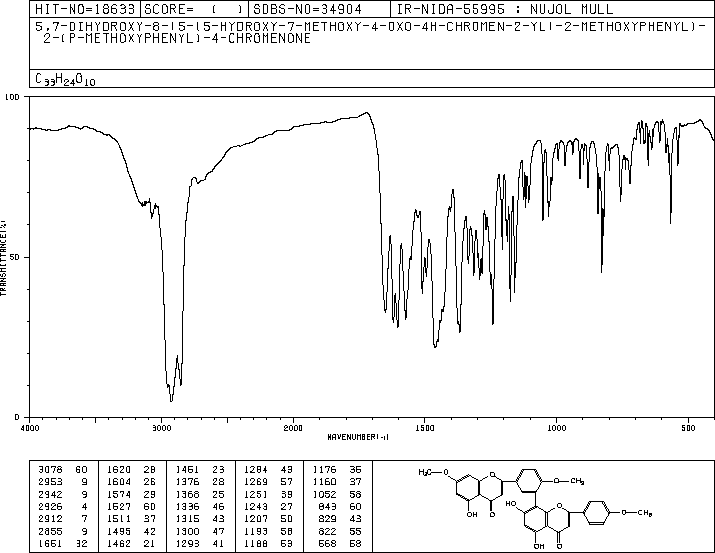 HIT-NO=18633 SCORE= ( ) SDBS-NO=34904 IR-NIDA-55995 : NUJOL MULL
5,7-DIHYDROXY-8-(5-(5-HYDROXY-7-METHOXY-4-OXO-4H-CHROMEN-2-YL)-2-METHOXYPHENYL)-
2-(P-METHOXYPHENYL)-4-CHROMENONE
C33H24O10
100
TRANSMITTANCE(%)
50
0
4000 3000 2000 1500 1000 500
WAVENUMBER(-1)
3078 60 1620 28 1451 23 1284 43 1176 35
2953 9 1604 26 1376 28 1269 57 1160 37
2942 9 1574 29 1368 25 1251 39 1052 58
2926 4 1527 60 1336 46 1243 27 843 60
2912 7 1511 37 1315 43 1207 50 829 43
2855 9 1495 42 1300 47 1193 58 822 55
1651 32 1462 21 1293 41 1188 53 568 58
H3C O O O CH3
OH O HO O O CH3
OH O